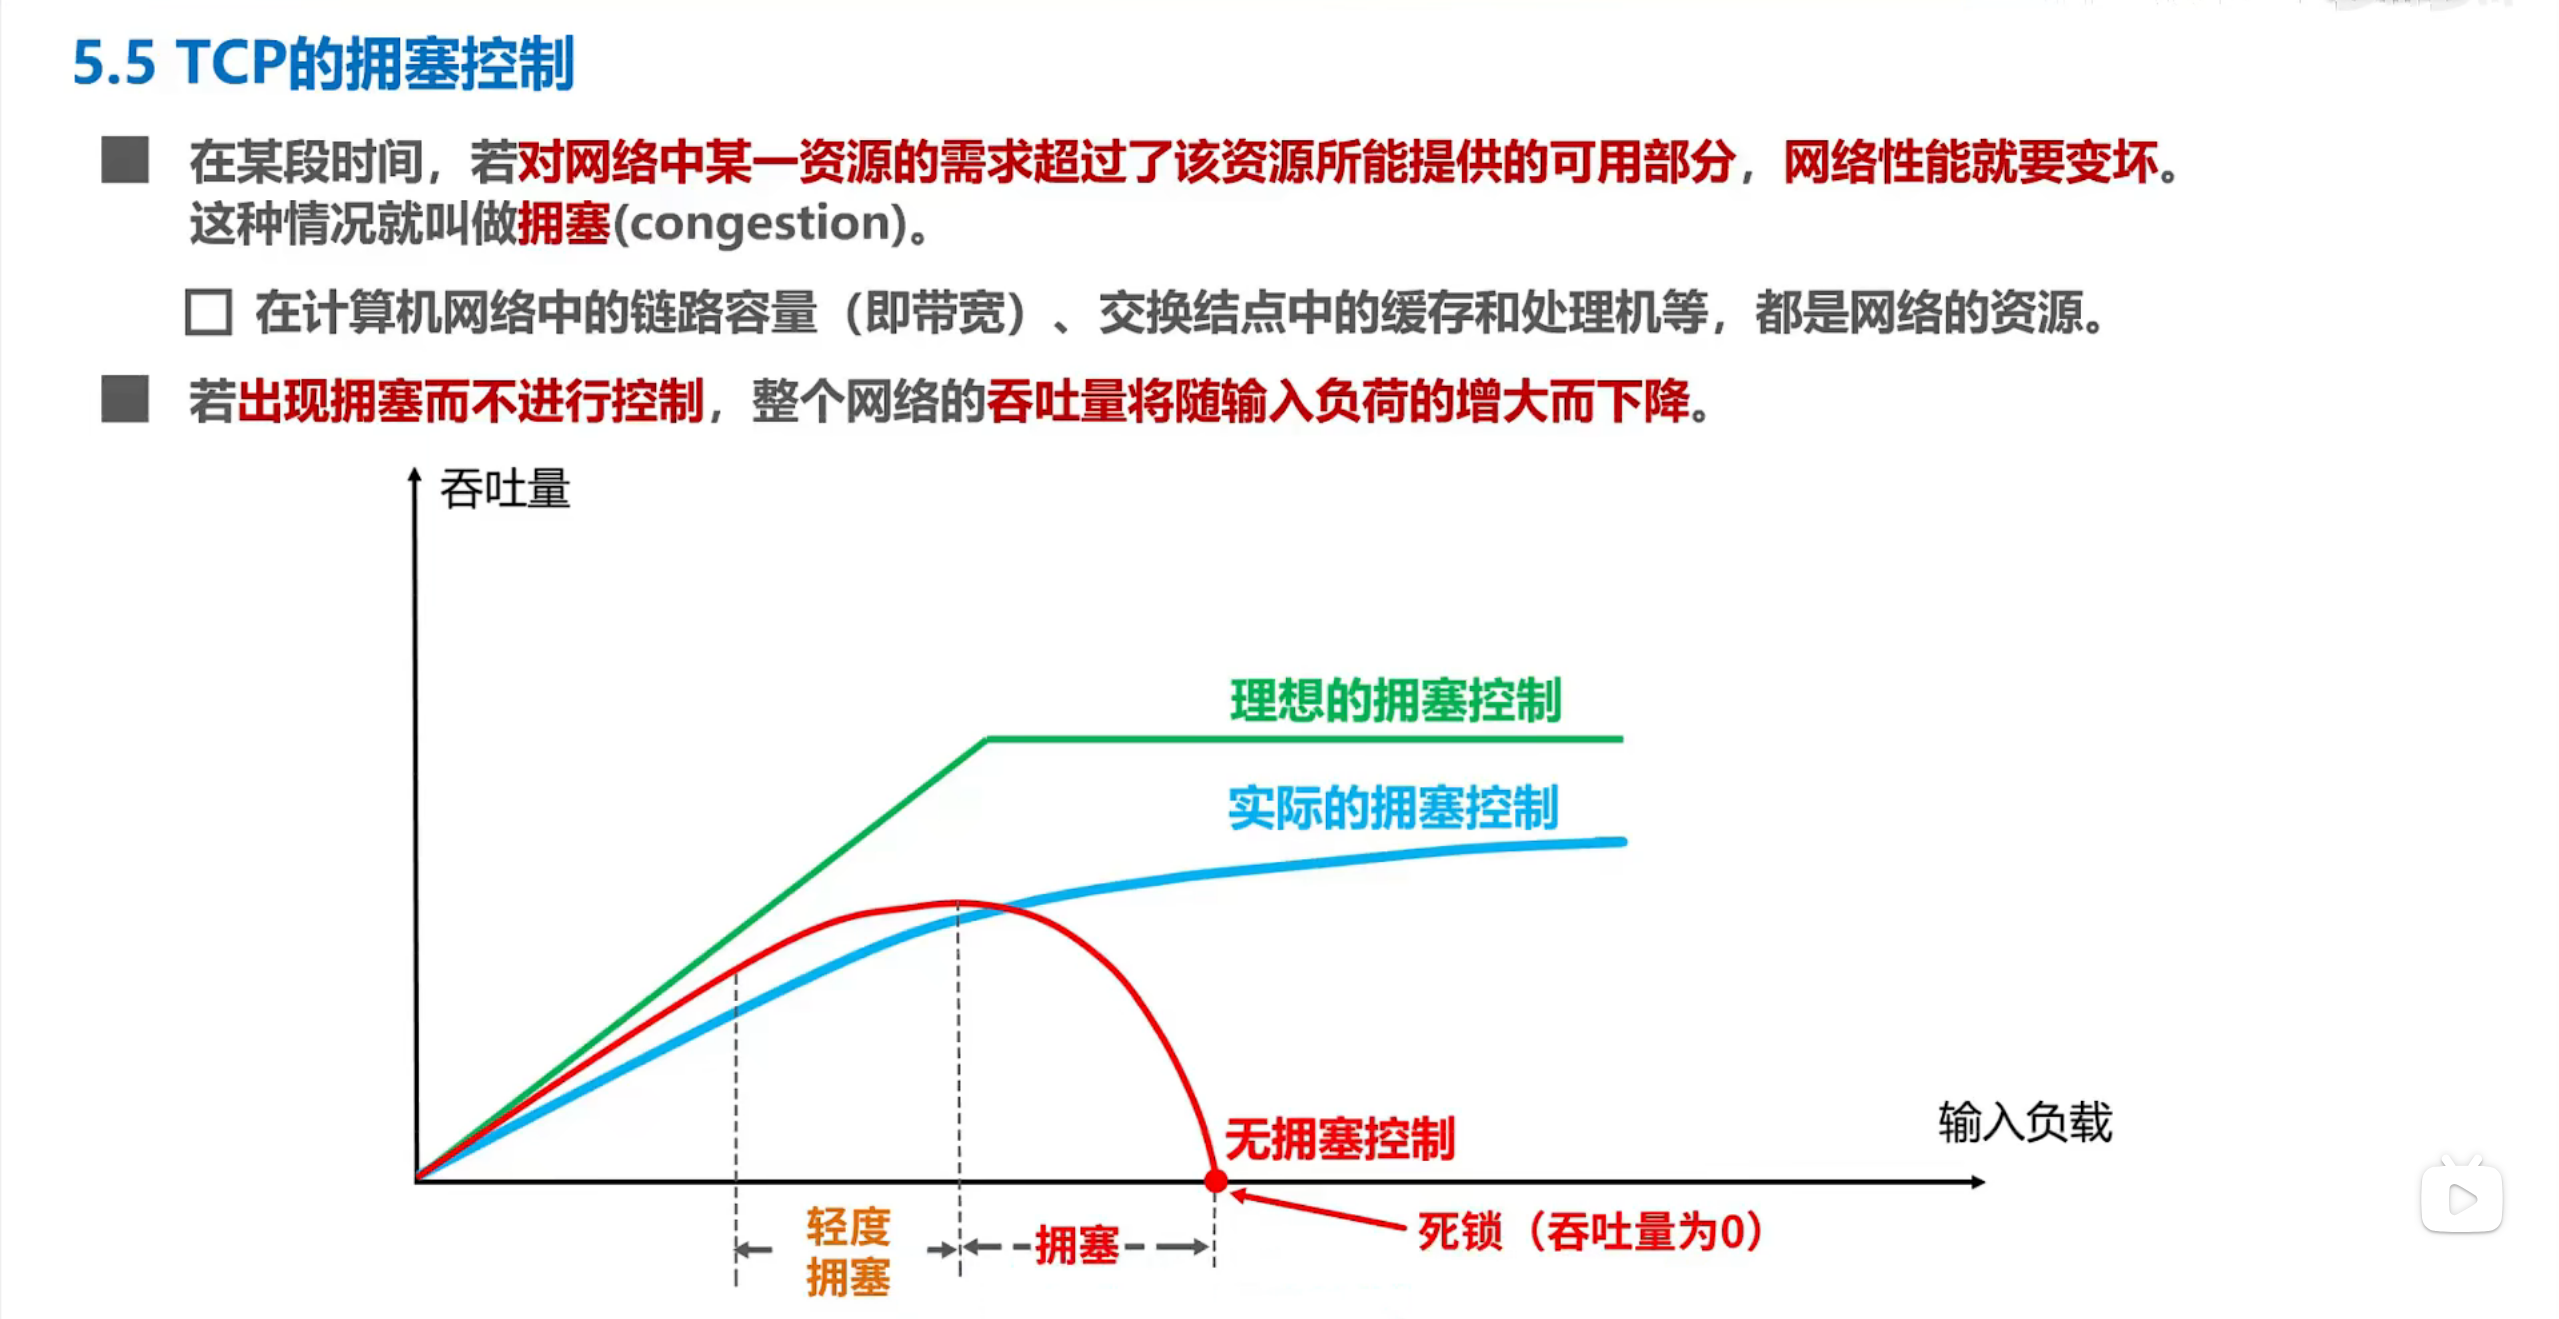 5.5 TCP的拥塞控制
在某段时间，若对网络中某一资源的需求超过了该资源所能提供的可用部分，网络性能就要变坏。
这种情况就叫做拥塞(congestion)。
在计算机网络中的链路容量（即带宽）、交换结点中的缓存和处理机等，都是网络的资源。
若出现拥塞而不进行控制，整个网络的吞吐量将随输入负荷的增大而下降。
吞吐量
理想的拥塞控制
实际的拥塞控制
无拥塞控制
输入负载
轻度
拥塞
拥塞
死锁（吞吐量为0）